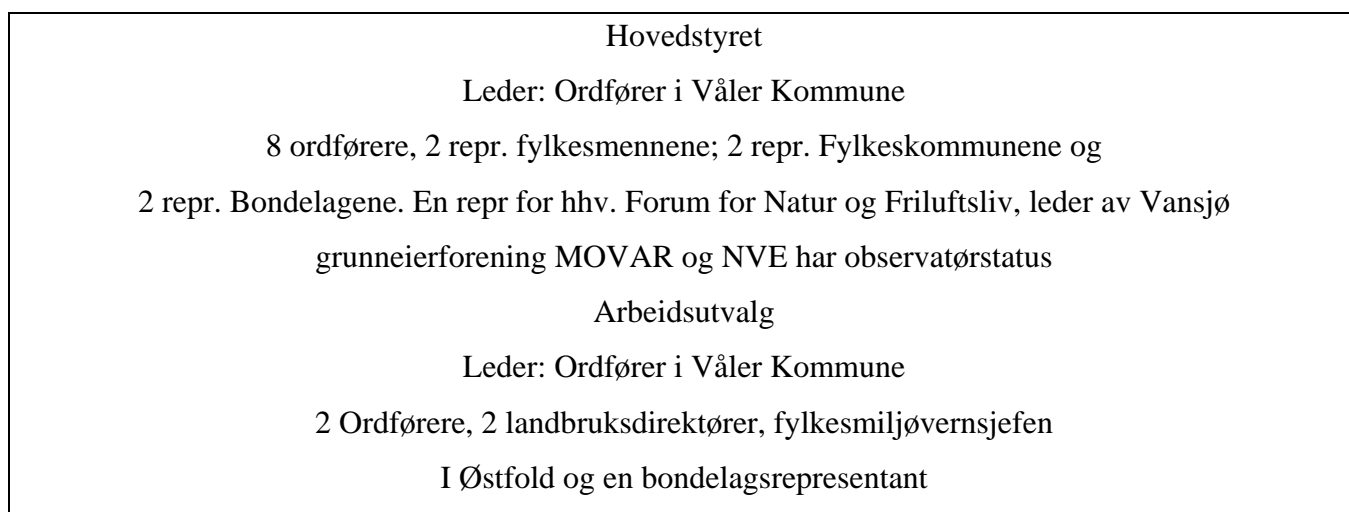 Hovedstyret
Leder: Ordfører i Våler Kommune
8 ordførere, 2 repr. fylkesmennene; 2 repr. Fylkeskommunene og
2 repr. Bondelagene. En repr for hhv. Forum for Natur og Friluftsliv, leder av Vansjø
grunneierforening MOVAR og NVE har observatørstatus
Arbeidsutvalg
Leder: Ordfører i Våler Kommune
2 Ordførere, 2 landbruksdirektører, fylkesmiljøvernsjefen
I Østfold og en bondelagsrepresentant